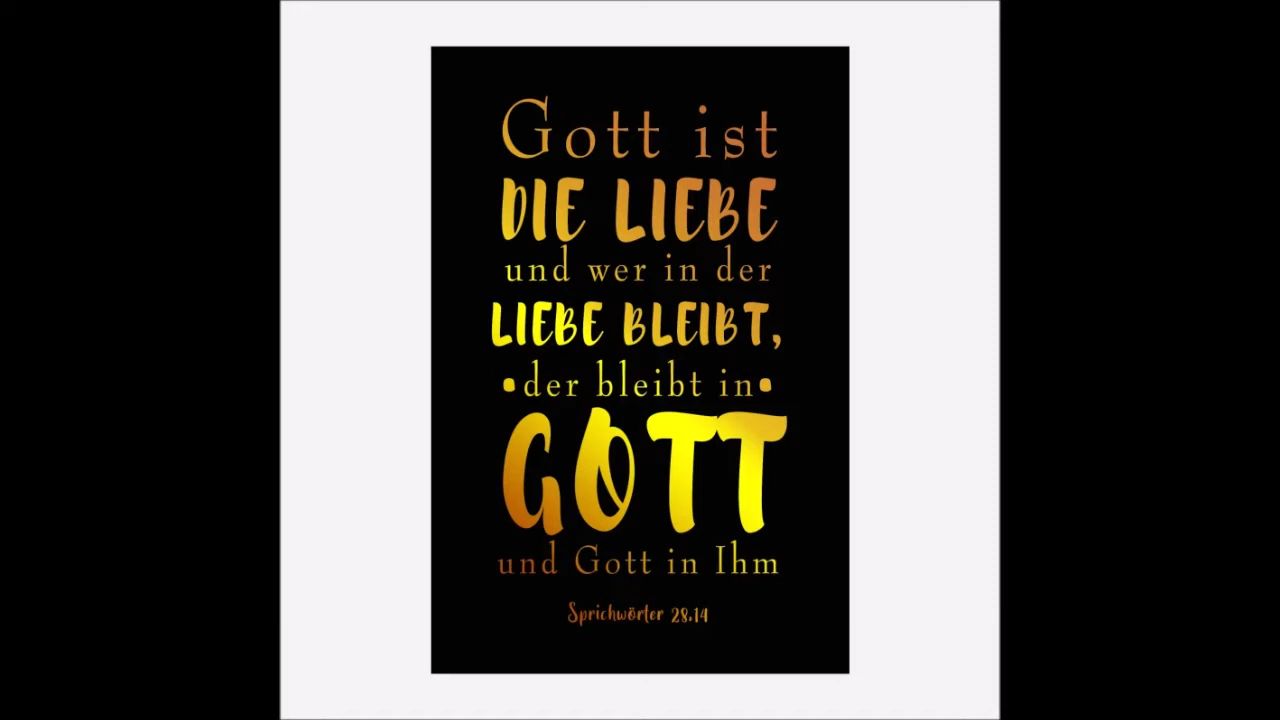 Gott ist
DIE LIEBE
und wer in der
LIEBE BLEIBT,
•der bleibt in•
GOTT
und Gott in Ihm
Sprichwörter 28,14